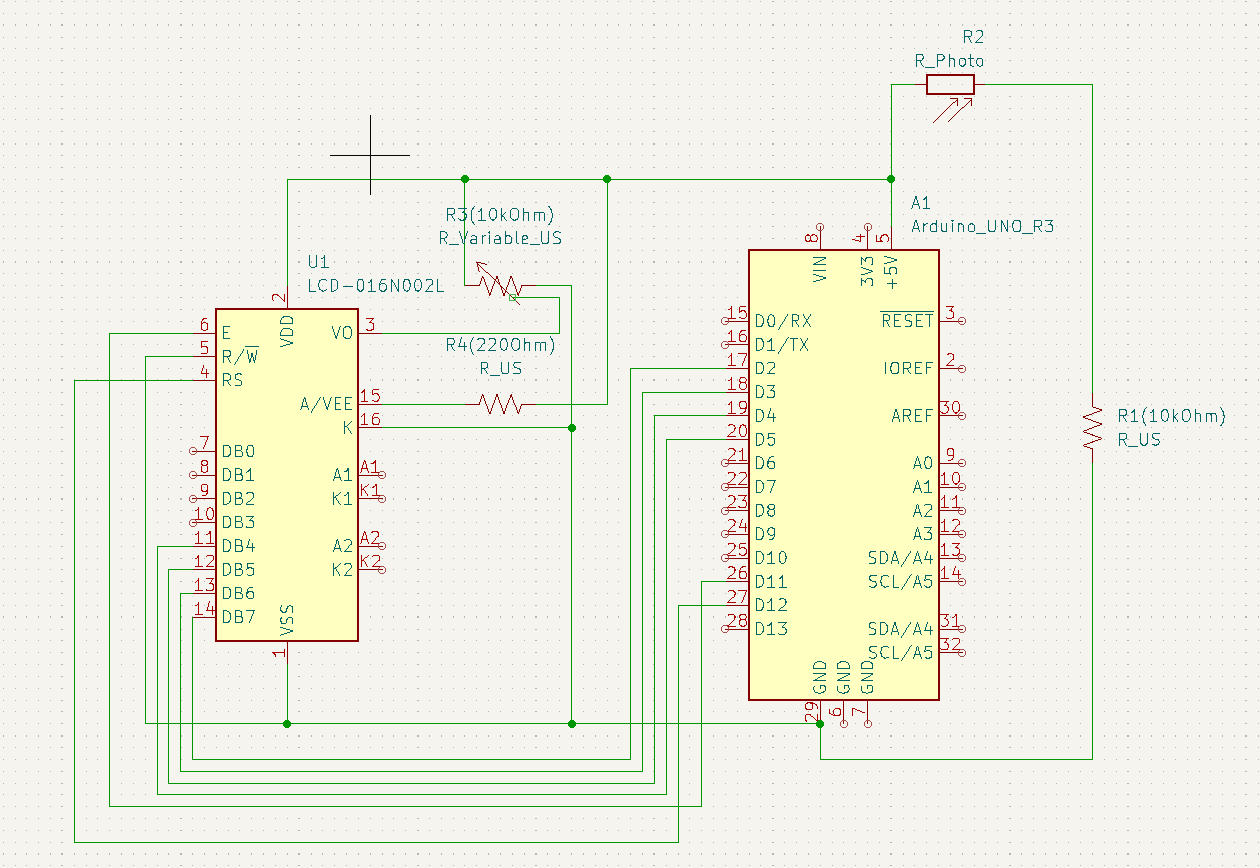 R2
R_Photo
A1
Arduino_UNO_R3
R3(10kOhm)
R_Variable_US
U1
LCD-016N002L
R4(220Ohm)
R_US
R1(10kOhm)
R_US
2
VDD
6 E
5 R/W
4 RS
7 DB0
8 DB1
9 DB2
10 DB3
11 DB4
12 DB5
13 DB6
14 DB7
VO 3
A/VEE 15
K 16
A1 A1
K1 K1
A2 A2
K2 K2
VSS
1
8 4 5
VIN 3V3 +5V
15 D0/RX
16 D1/TX
17 D2
18 D3
19 D4
20 D5
21 D6
22 D7
23 D8
24 D9
25 D10
26 D11
27 D12
28 D13
RESET 3
IOREF 2
AREF 30
A0 9
A1 10
A2 11
A3 12
SDA/A4 13
SCL/A5 14
SDA/A4 31
SCL/A5 32
GND GND GND
29 6 7